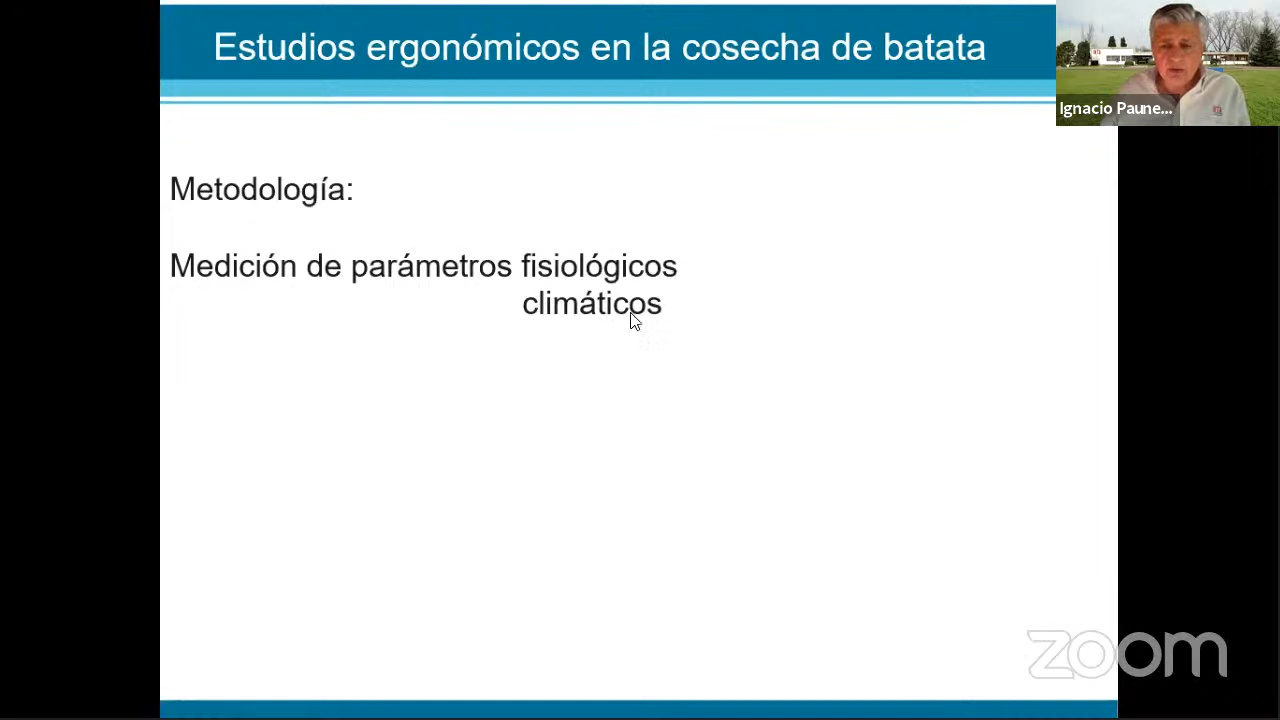 Estudios ergonómicos en la cosecha de batata
Ignacio Paune...
Metodología:
Medición de parámetros fisiológicos
climáticos
zoom